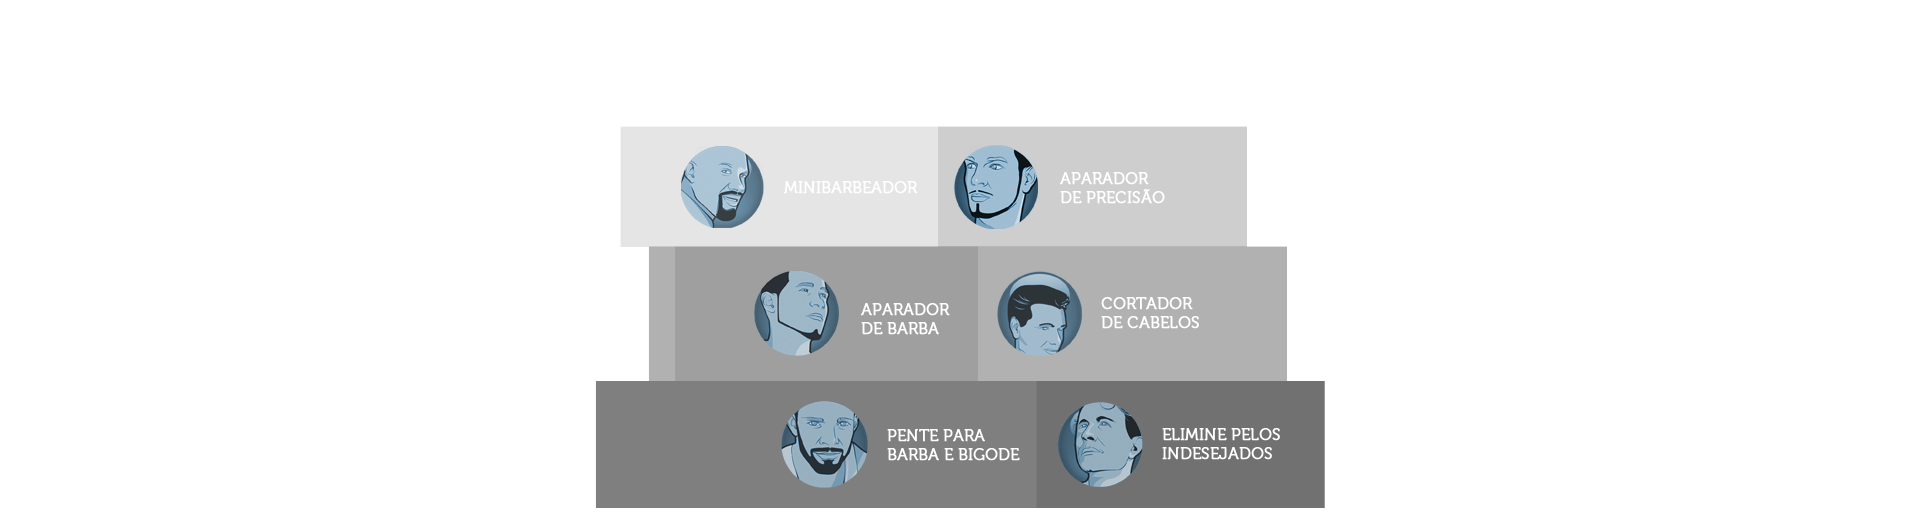 MINIBARBEADOR
APARADOR
DE PRECISÃO
APARADOR
DE BARBA
CORTADOR
DE CABELOS
PENTE PARA
BARBA E BIGODE
ELIMINE PELOS
INDESEJADOS